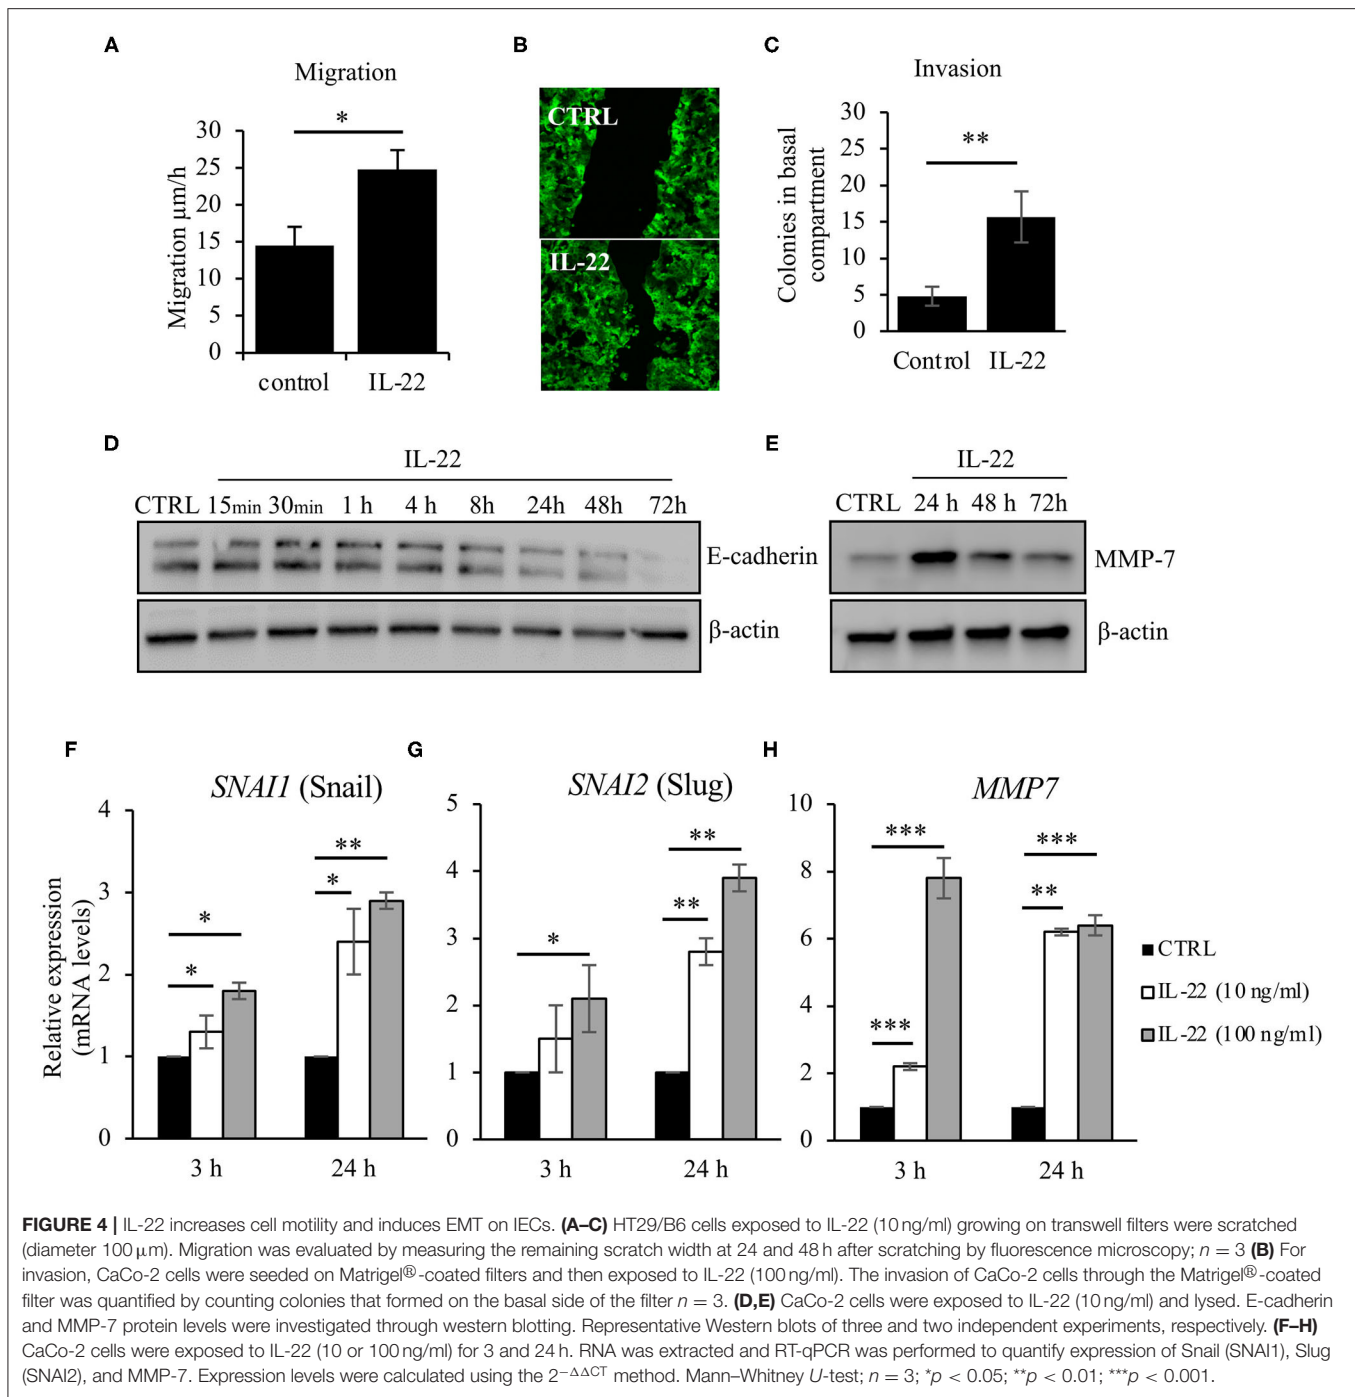 A
B
C
Migration
*
30
25
20
15
10
5
0
Migration µm/h
control IL-22
CTRL
IL-22
Invasion
**
30
25
20
15
10
5
0
Colonies in basal
compartment
Control IL-22
D
IL-22
CTRL 15min 30min 1 h 4 h 8h 24h 48h 72h
E-cadherin
β-actin
E
IL-22
CTRL 24 h 48 h 72h
MMP-7
β-actin
F
SNAI1 (Snail)
Relative expression
(mRNA levels)
4
3
2
1
0
*
*
*
**
3 h 24 h
G
SNAI2 (Slug)
5
4
3
2
1
0
*
**
**
3 h 24 h
H
MMP7
10
8
6
4
2
0
***
***
**
***
3 h 24 h
CTRL
IL-22 (10 ng/ml)
IL-22 (100 ng/ml)
FIGURE 4 | IL-22 increases cell motility and induces EMT on IECs. (A–C) HT29/B6 cells exposed to IL-22 (10 ng/ml) growing on transwell filters were scratched
(diameter 100 µm). Migration was evaluated by measuring the remaining scratch width at 24 and 48 h after scratching by fluorescence microscopy; n = 3 (B) For
invasion, CaCo-2 cells were seeded on Matrigel®-coated filters and then exposed to IL-22 (100 ng/ml). The invasion of CaCo-2 cells through the Matrigel®-coated
filter was quantified by counting colonies that formed on the basal side of the filter n = 3. (D,E) CaCo-2 cells were exposed to IL-22 (10 ng/ml) and lysed. E-cadherin
and MMP-7 protein levels were investigated through western blotting. Representative Western blots of three and two independent experiments, respectively. (F–H)
CaCo-2 cells were exposed to IL-22 (10 or 100 ng/ml) for 3 and 24 h. RNA was extracted and RT-qPCR was performed to quantify expression of Snail (SNAI1), Slug
(SNAI2), and MMP-7. Expression levels were calculated using the 2−ΔΔCT method. Mann–Whitney U-test; n = 3; *p < 0.05; **p < 0.01; ***p < 0.001.